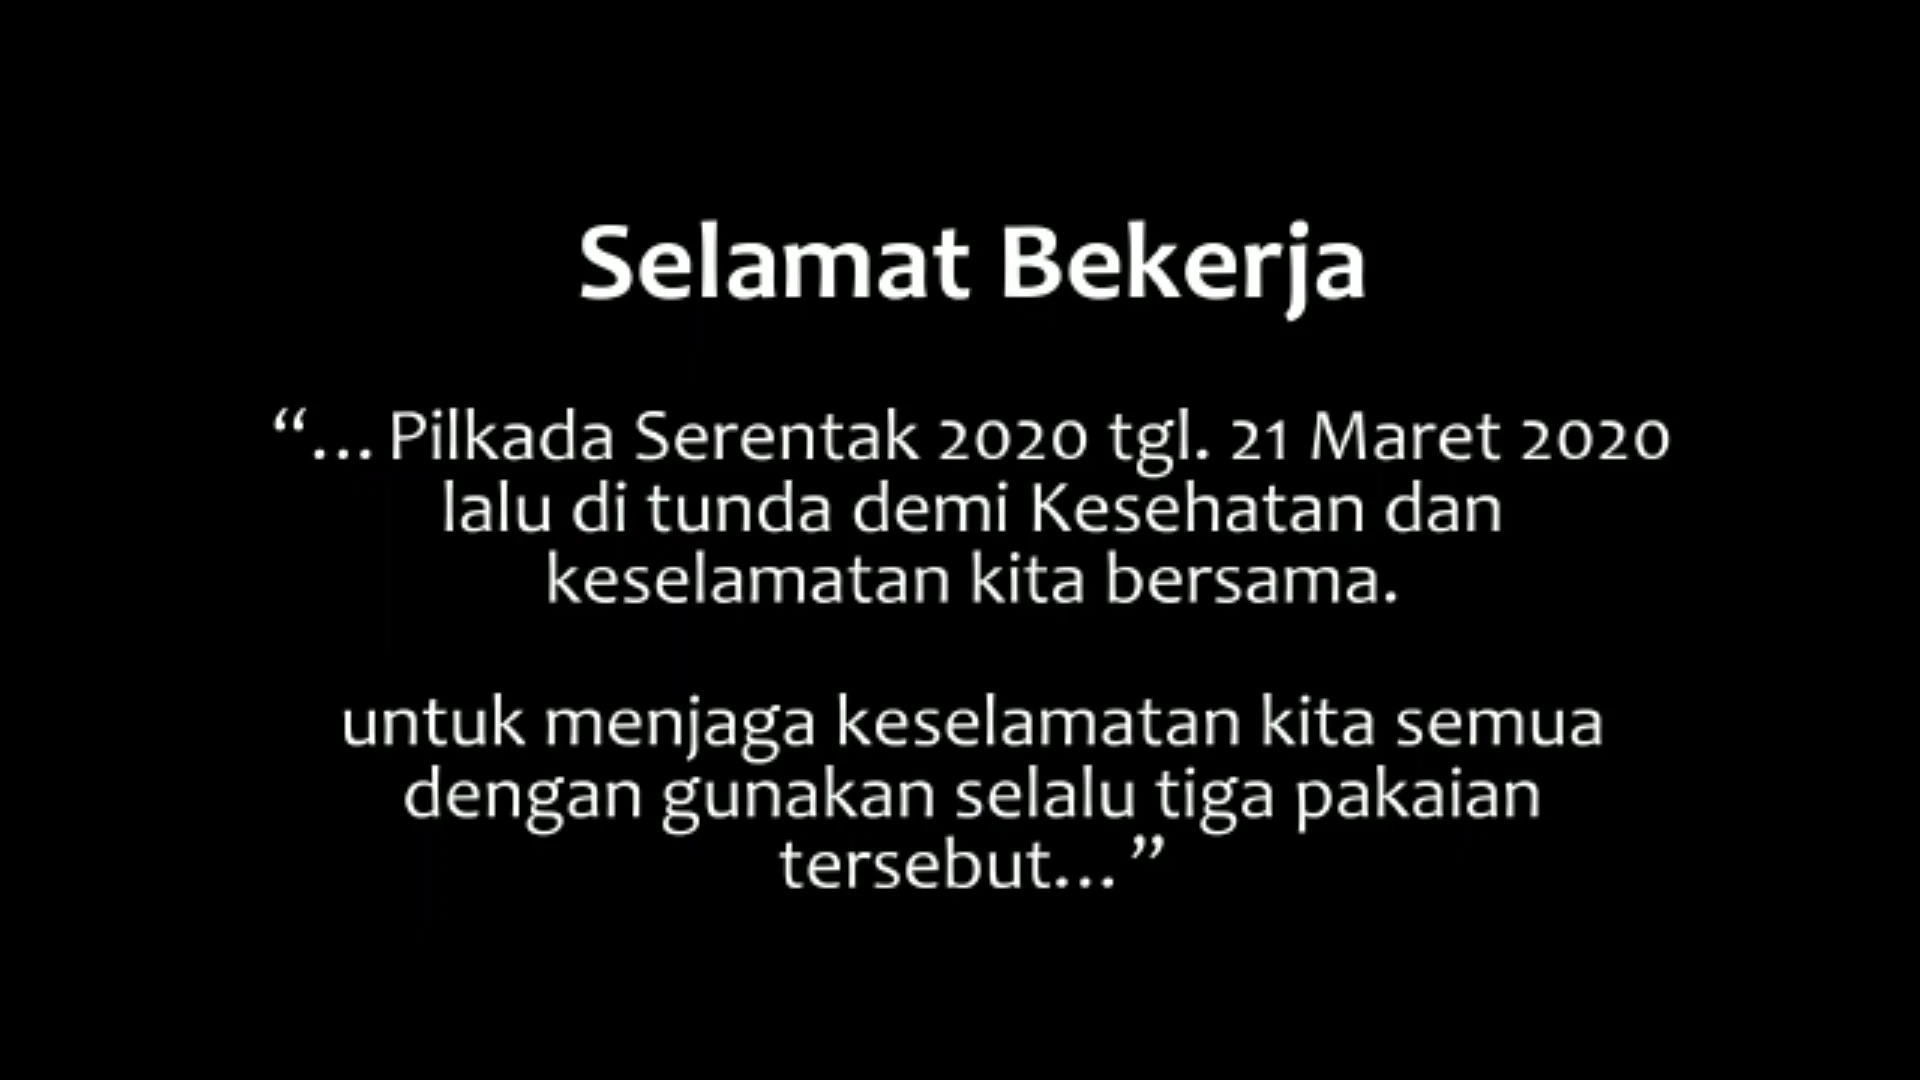 Selamat Bekerja
“... Pilkada Serentak 2020 tgl. 21 Maret 2020
lalu di tunda demi Kesehatan dan
keselamatan kita bersama.
untuk menjaga keselamatan kita semua
dengan gunakan selalu tiga pakaian
tersebut...”